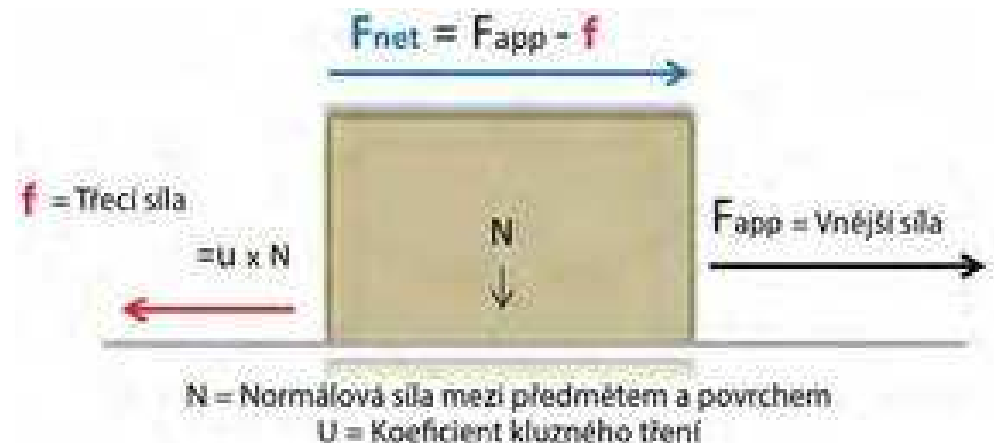 Fnet = Fapp - f
f = Třecí síla
=u x N
N
Fapp = Vnější síla
N = Normálová síla mezi předmětem a povrchem
U = Koeficient kluzného tření